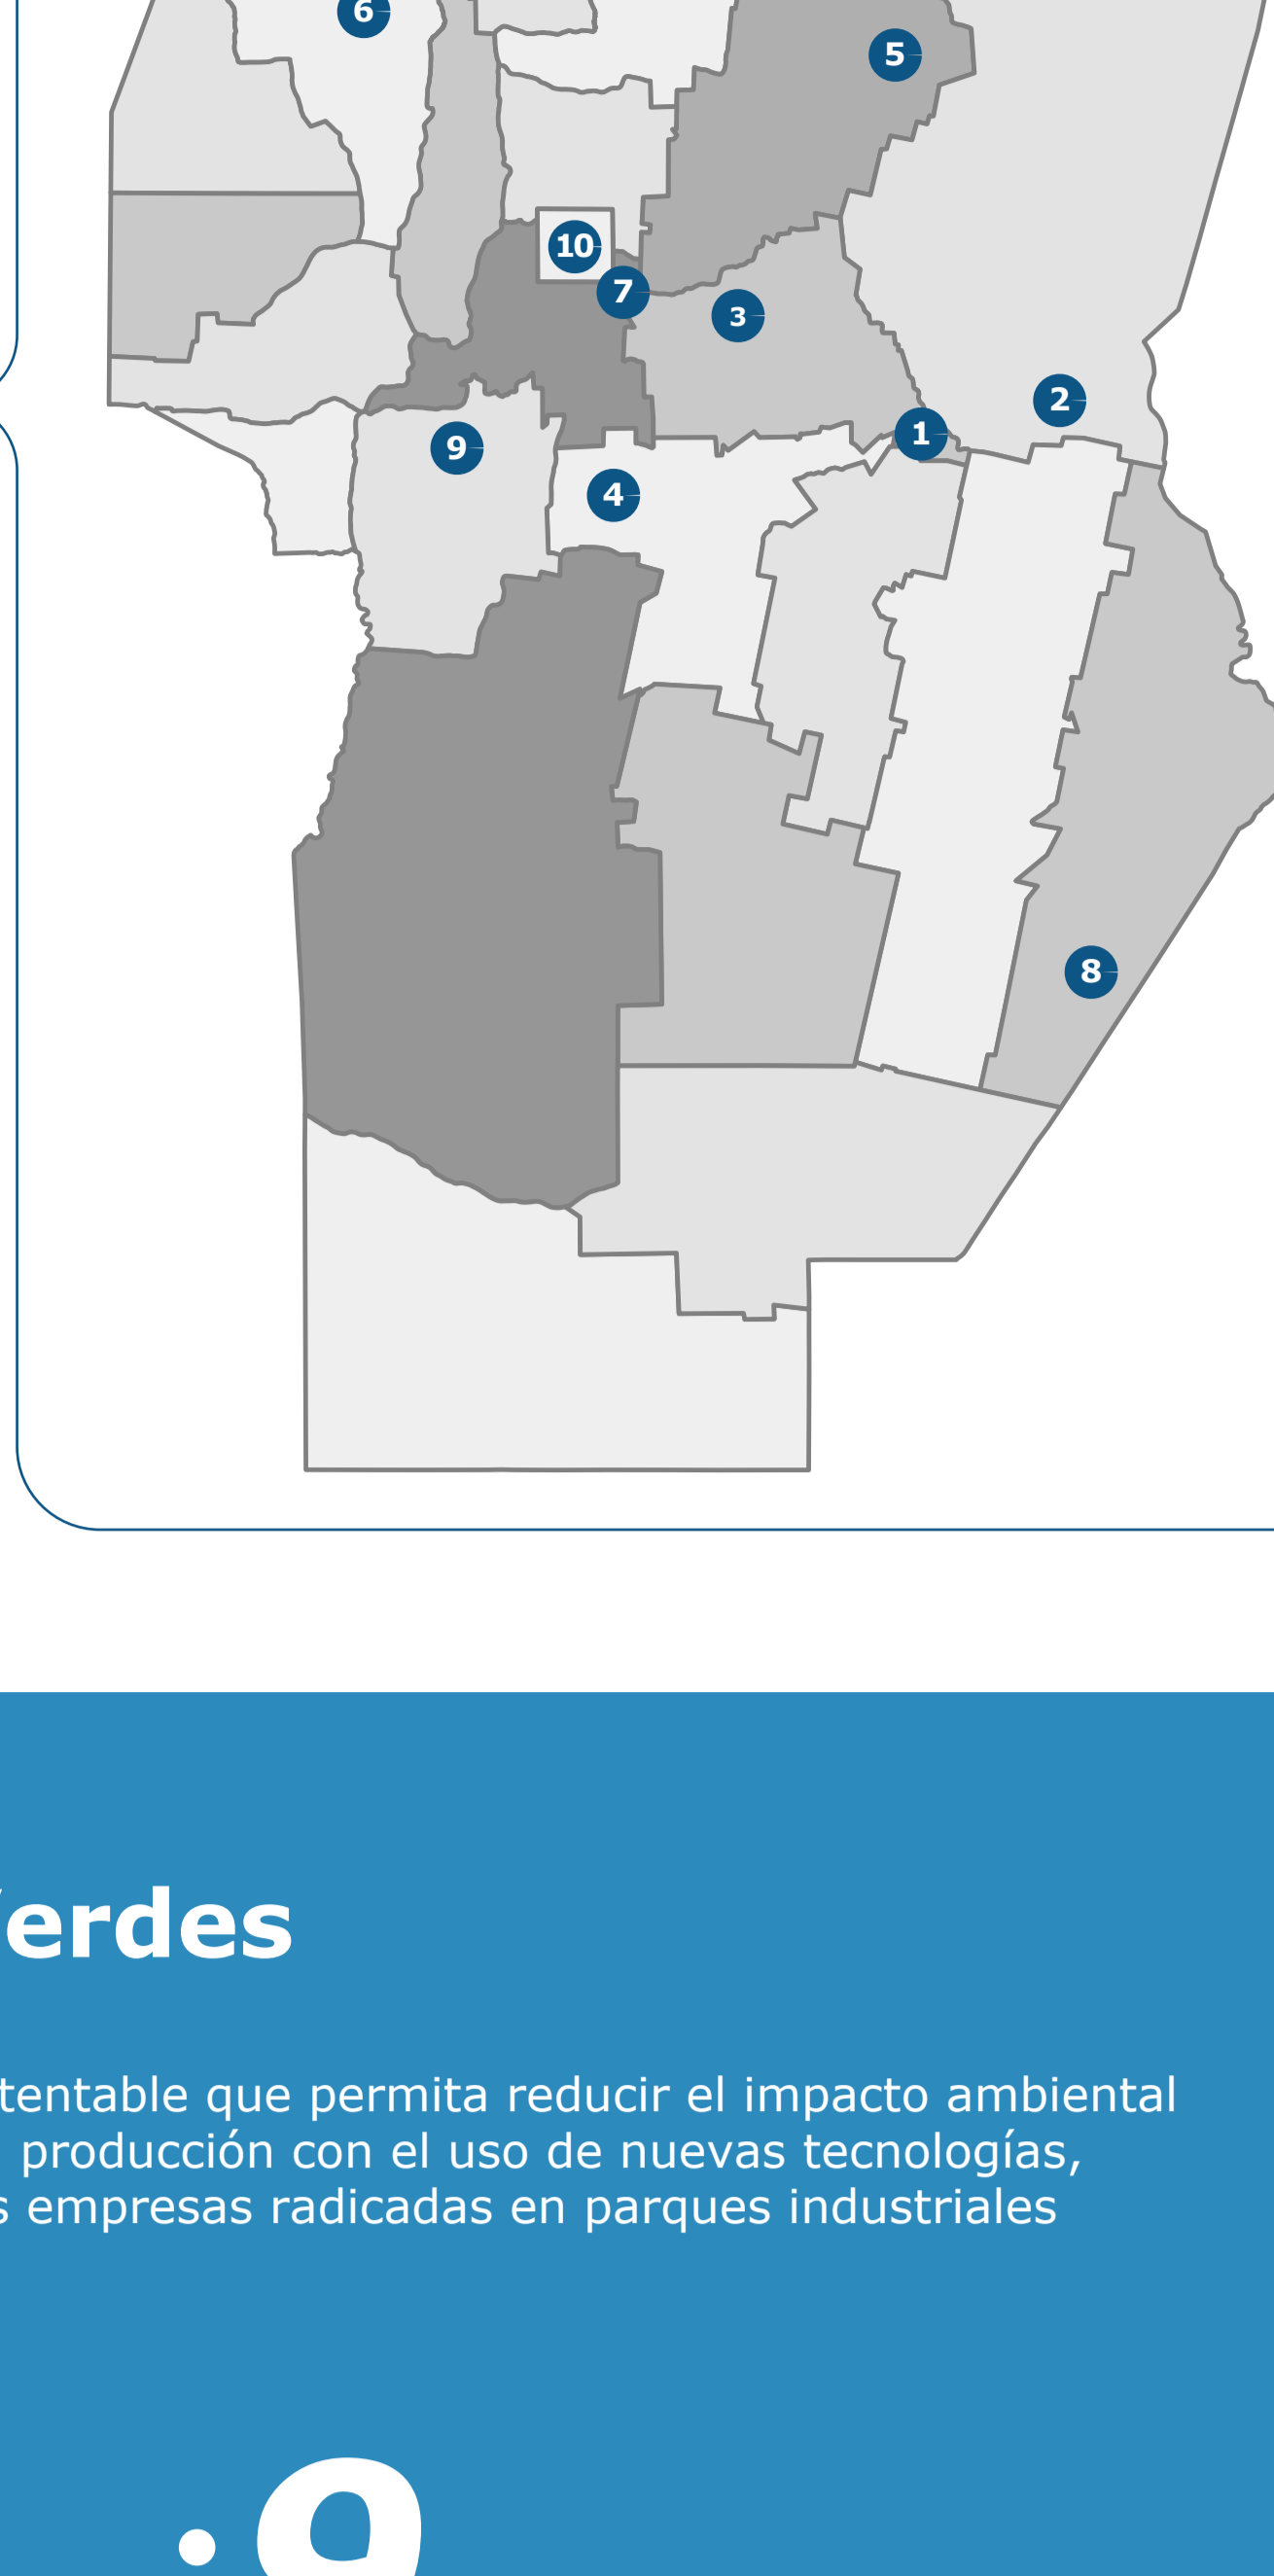 6
5
10
7
3
2
1
9
4
8
erdes
tentable que permita reducir el impacto ambiental
producción con el uso de nuevas tecnologías,
s empresas radicadas en parques industriales